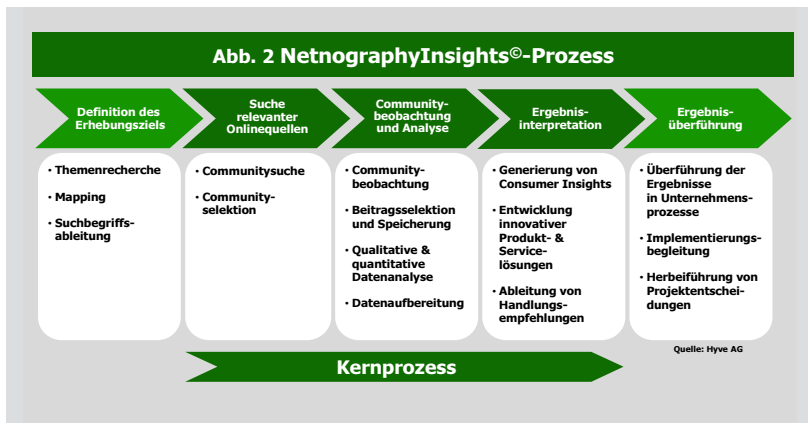 Abb. 2 NetnographyInsights©-Prozess
Definition des
Erhebungsziels
Suche
relevanter
Onlinequellen
Community-
beobachtung
und Analyse
Ergebnis-
interpretation
Ergebnis-
überführung
· Themenrecherche
· Mapping
· Suchbegriffs-
ableitung
· Communitysuche
· Community-
selektion
· Community-
beobachtung
· Beitragsselektion
und Speicherung
· Qualitative &
quantitative
Datenanalyse
· Datenaufbereitung
· Generierung von
Consumer Insights
· Entwicklung
innovativer
Produkt- &
Service-
lösungen
· Ableitung von
Handlungs-
empfehlungen
· Überführung der
Ergebnisse
in Unternehmens-
prozesse
· Implementierungs-
begleitung
· Herbeiführung von
Projektentschei-
dungen
Quelle: Hyve AG
Kernprozess